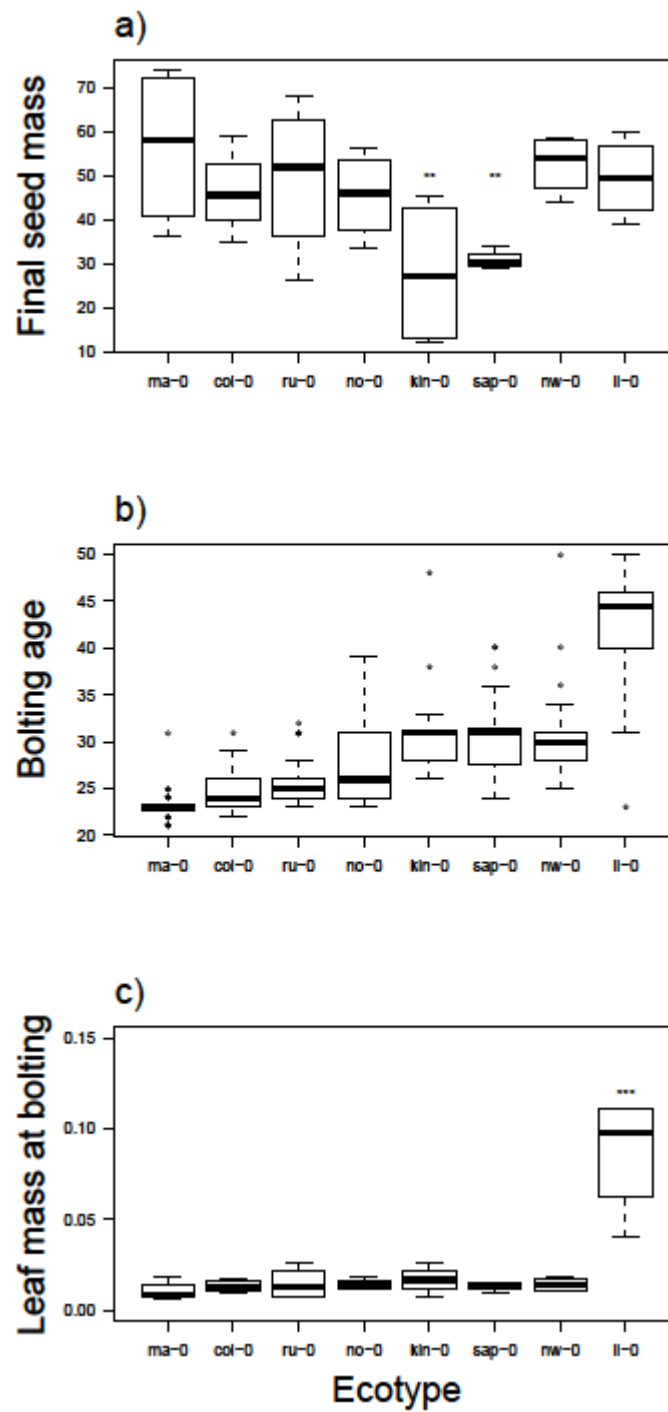 a)
Final seed mass
70
60
50
40
30
20
10
**
**
ma-0 col-0 ru-0 no-0 kin-0 sap-0 nw-0 ll-0
b)
Bolting age
50
45
40
35
30
25
20
ma-0 col-0 ru-0 no-0 kin-0 sap-0 nw-0 ll-0
c)
Leaf mass at bolting
0.15
0.10
0.05
0.00
***
ma-0 col-0 ru-0 no-0 kin-0 sap-0 nw-0 ll-0
Ecotype